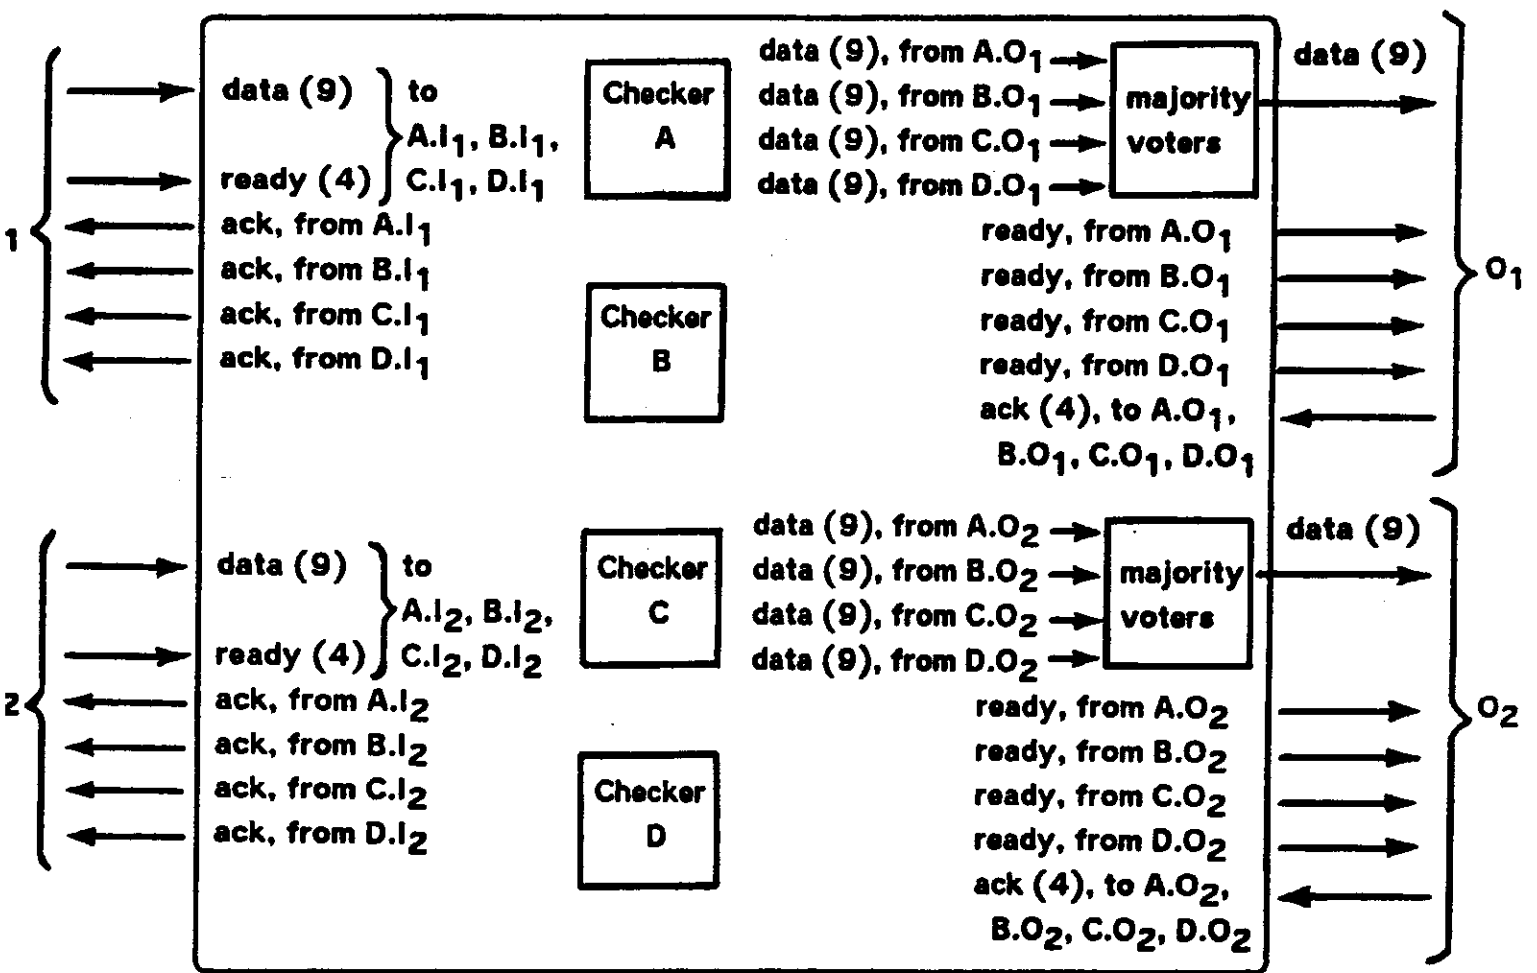 1
data (9) to
A.I1, B.I1,
ready (4) C.I1, D.I1
ack, from A.I1
ack, from B.I1
ack, from C.I1
ack, from D.I1
Checker
A
Checker
B
data (9), from A.O1
data (9), from B.O1
data (9), from C.O1
data (9), from D.O1
majority
voters
data (9)
ready, from A.O1
ready, from B.O1
ready, from C.O1
ready, from D.O1
ack (4), to A.O1,
B.O1, C.O1, D.O1
O1
2
data (9) to
A.I2, B.I2,
ready (4) C.I2, D.I2
ack, from A.I2
ack, from B.I2
ack, from C.I2
ack, from D.I2
Checker
C
Checker
D
data (9), from A.O2
data (9), from B.O2
data (9), from C.O2
data (9), from D.O2
majority
voters
data (9)
ready, from A.O2
ready, from B.O2
ready, from C.O2
ready, from D.O2
ack (4), to A.O2,
B.O2, C.O2, D.O2
O2